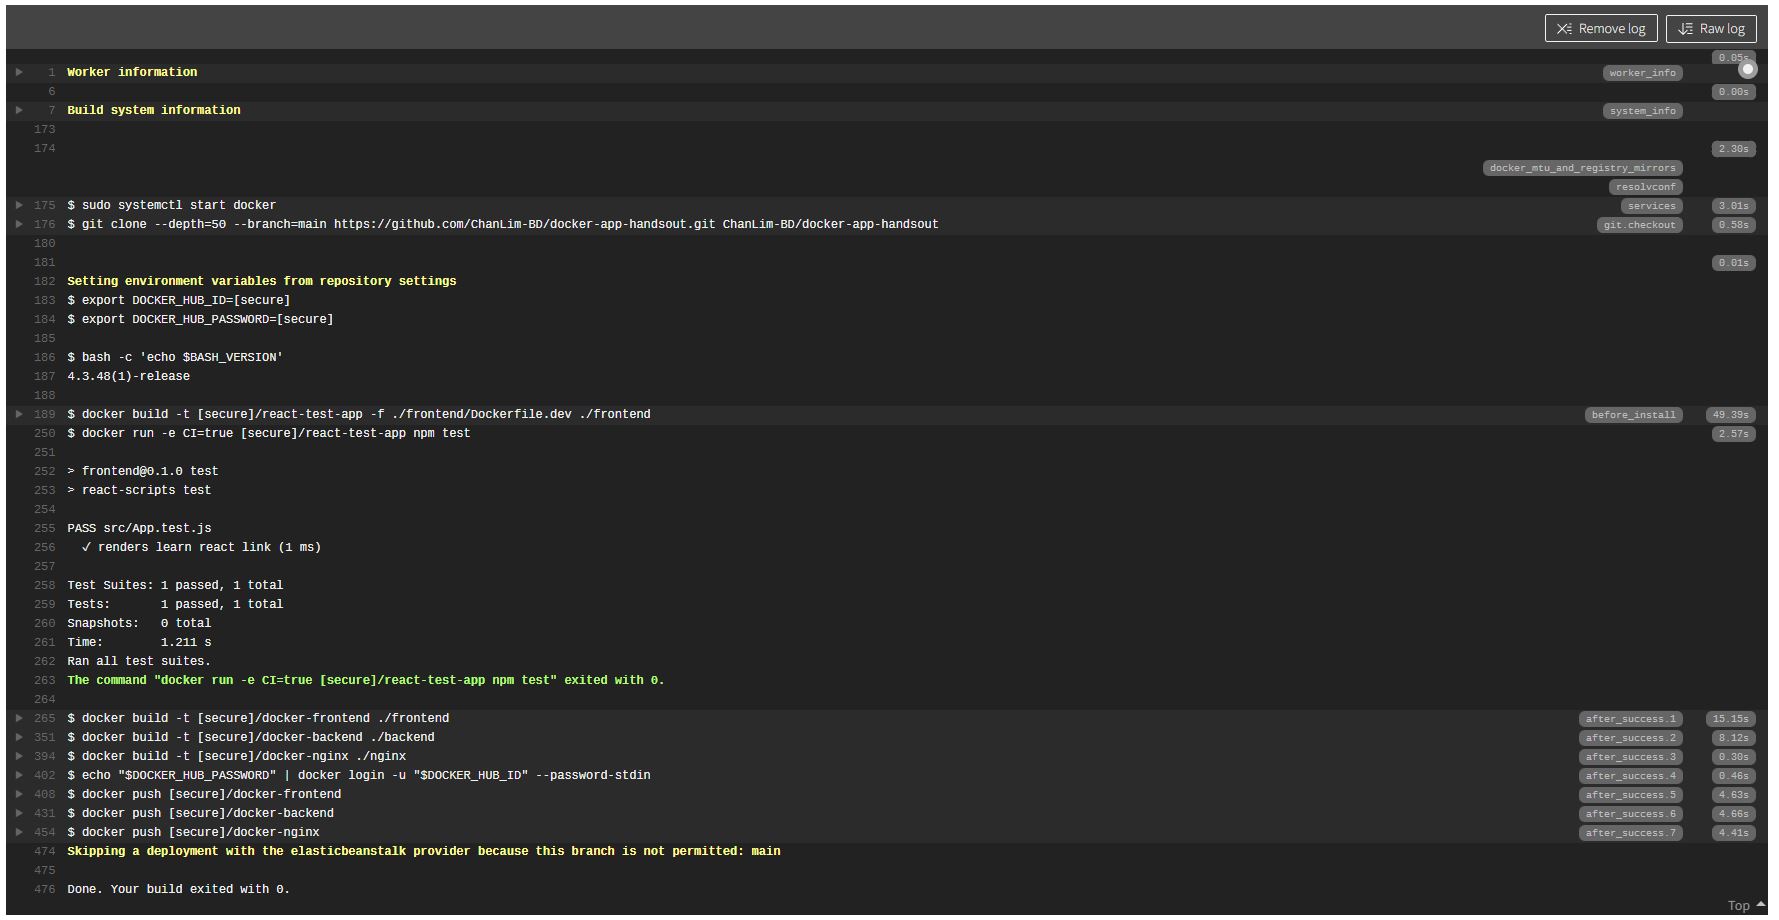 Remove log Raw log
0.05s
1 Worker information worker_info
6 0.00s
7 Build system information system_info
173
174 2.30s
docker_mtu_and_registry_mirrors
resolvconf
175 $ sudo systemctl start docker services 3.01s
176 $ git clone --depth=50 --branch=main https://github.com/ChanLim-BD/docker-app-handsout.git ChanLim-BD/docker-app-handsout git.checkout 0.58s
180
181 0.01s
182 Setting environment variables from repository settings
183 $ export DOCKER_HUB_ID=[secure]
184 $ export DOCKER_HUB_PASSWORD=[secure]
185
186 $ bash -c 'echo $BASH_VERSION'
187 4.3.48(1)-release
188
189 $ docker build -t [secure]/react-test-app -f ./frontend/Dockerfile.dev ./frontend before_install 49.39s
250 $ docker run -e CI=true [secure]/react-test-app npm test 2.57s
251
252 > frontend@0.1.0 test
253 > react-scripts test
254
255 PASS src/App.test.js
256 ✓ renders learn react link (1 ms)
257
258 Test Suites: 1 passed, 1 total
259 Tests: 1 passed, 1 total
260 Snapshots: 0 total
261 Time: 1.211 s
262 Ran all test suites.
263 The command "docker run -e CI=true [secure]/react-test-app npm test" exited with 0.
264
265 $ docker build -t [secure]/docker-frontend ./frontend after_success.1 15.15s
351 $ docker build -t [secure]/docker-backend ./backend after_success.2 8.12s
394 $ docker build -t [secure]/docker-nginx ./nginx after_success.3 0.30s
402 $ echo "$DOCKER_HUB_PASSWORD" | docker login -u "$DOCKER_HUB_ID" --password-stdin after_success.4 0.46s
408 $ docker push [secure]/docker-frontend after_success.5 4.63s
431 $ docker push [secure]/docker-backend after_success.6 4.66s
454 $ docker push [secure]/docker-nginx after_success.7 4.41s
474 Skipping a deployment with the elasticbeanstalk provider because this branch is not permitted: main
475
476 Done. Your build exited with 0.
Top